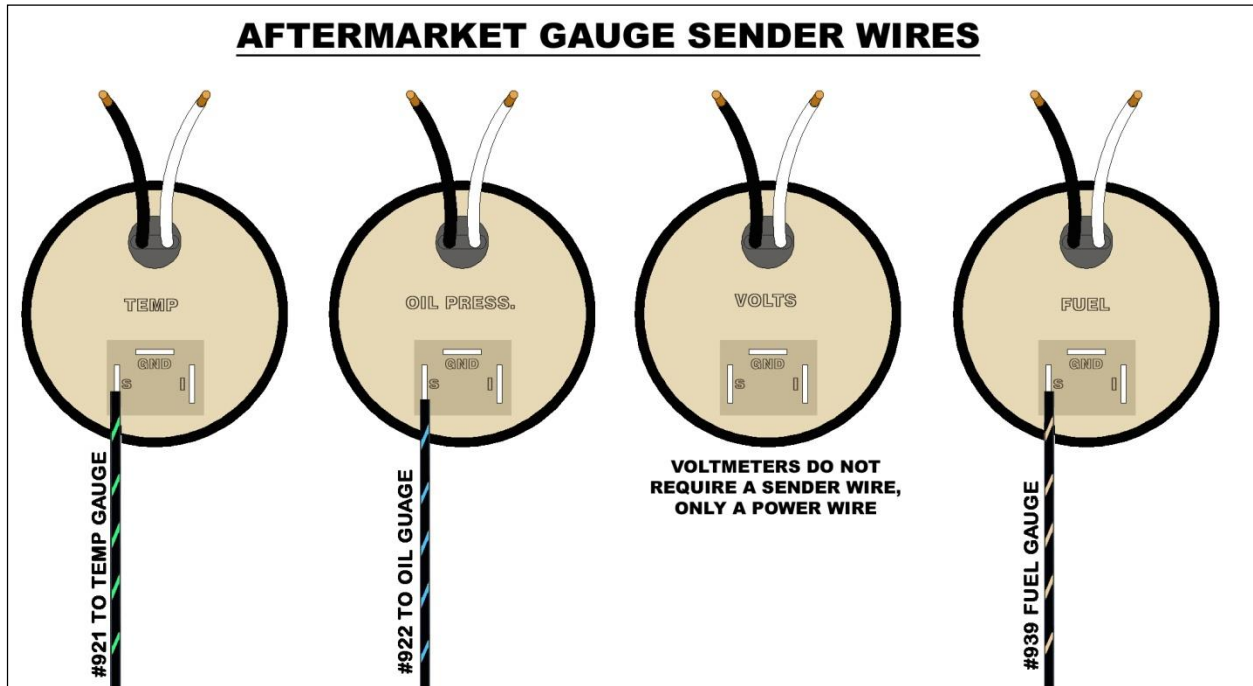 AFTERMARKET GAUGE SENDER WIRES
TEMP
GND
S I
#921 TO TEMP GAUGE
OIL PRESS.
GND
S I
#922 TO OIL GUAGE
VOLTS
GND
S I
VOLTMETERS DO NOT
REQUIRE A SENDER WIRE,
ONLY A POWER WIRE
FUEL
GND
S I
#939 FUEL GAUGE